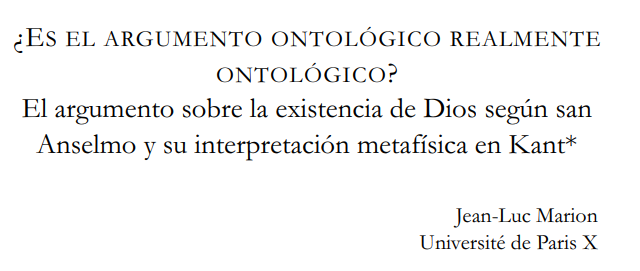 ¿ES EL ARGUMENTO ONTOLÓGICO REALMENTE
ONTOLÓGICO?
El argumento sobre la existencia de Dios según san
Anselmo y su interpretación metafísica en Kant*
Jean-Luc Marion
Université de Paris X